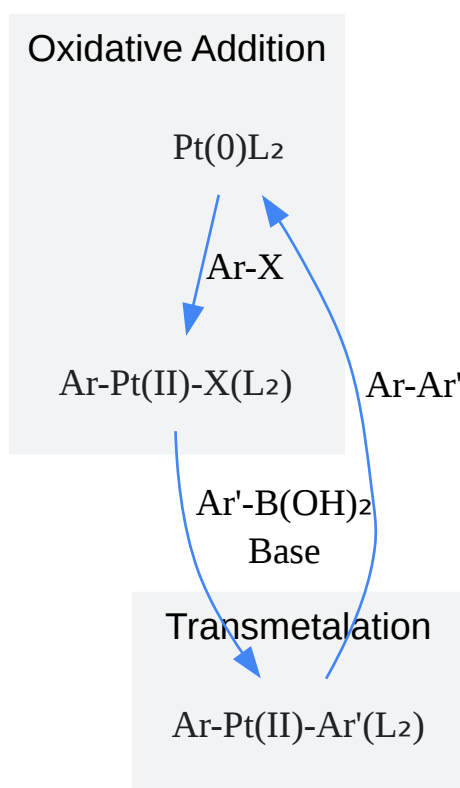 Oxidative Addition
Pt(0)L₂
Ar-X
Ar-Pt(II)-X(L₂)
Ar-Ar'
Ar'-B(OH)₂
Base
Transmetalation
Ar-Pt(II)-Ar'(L₂)